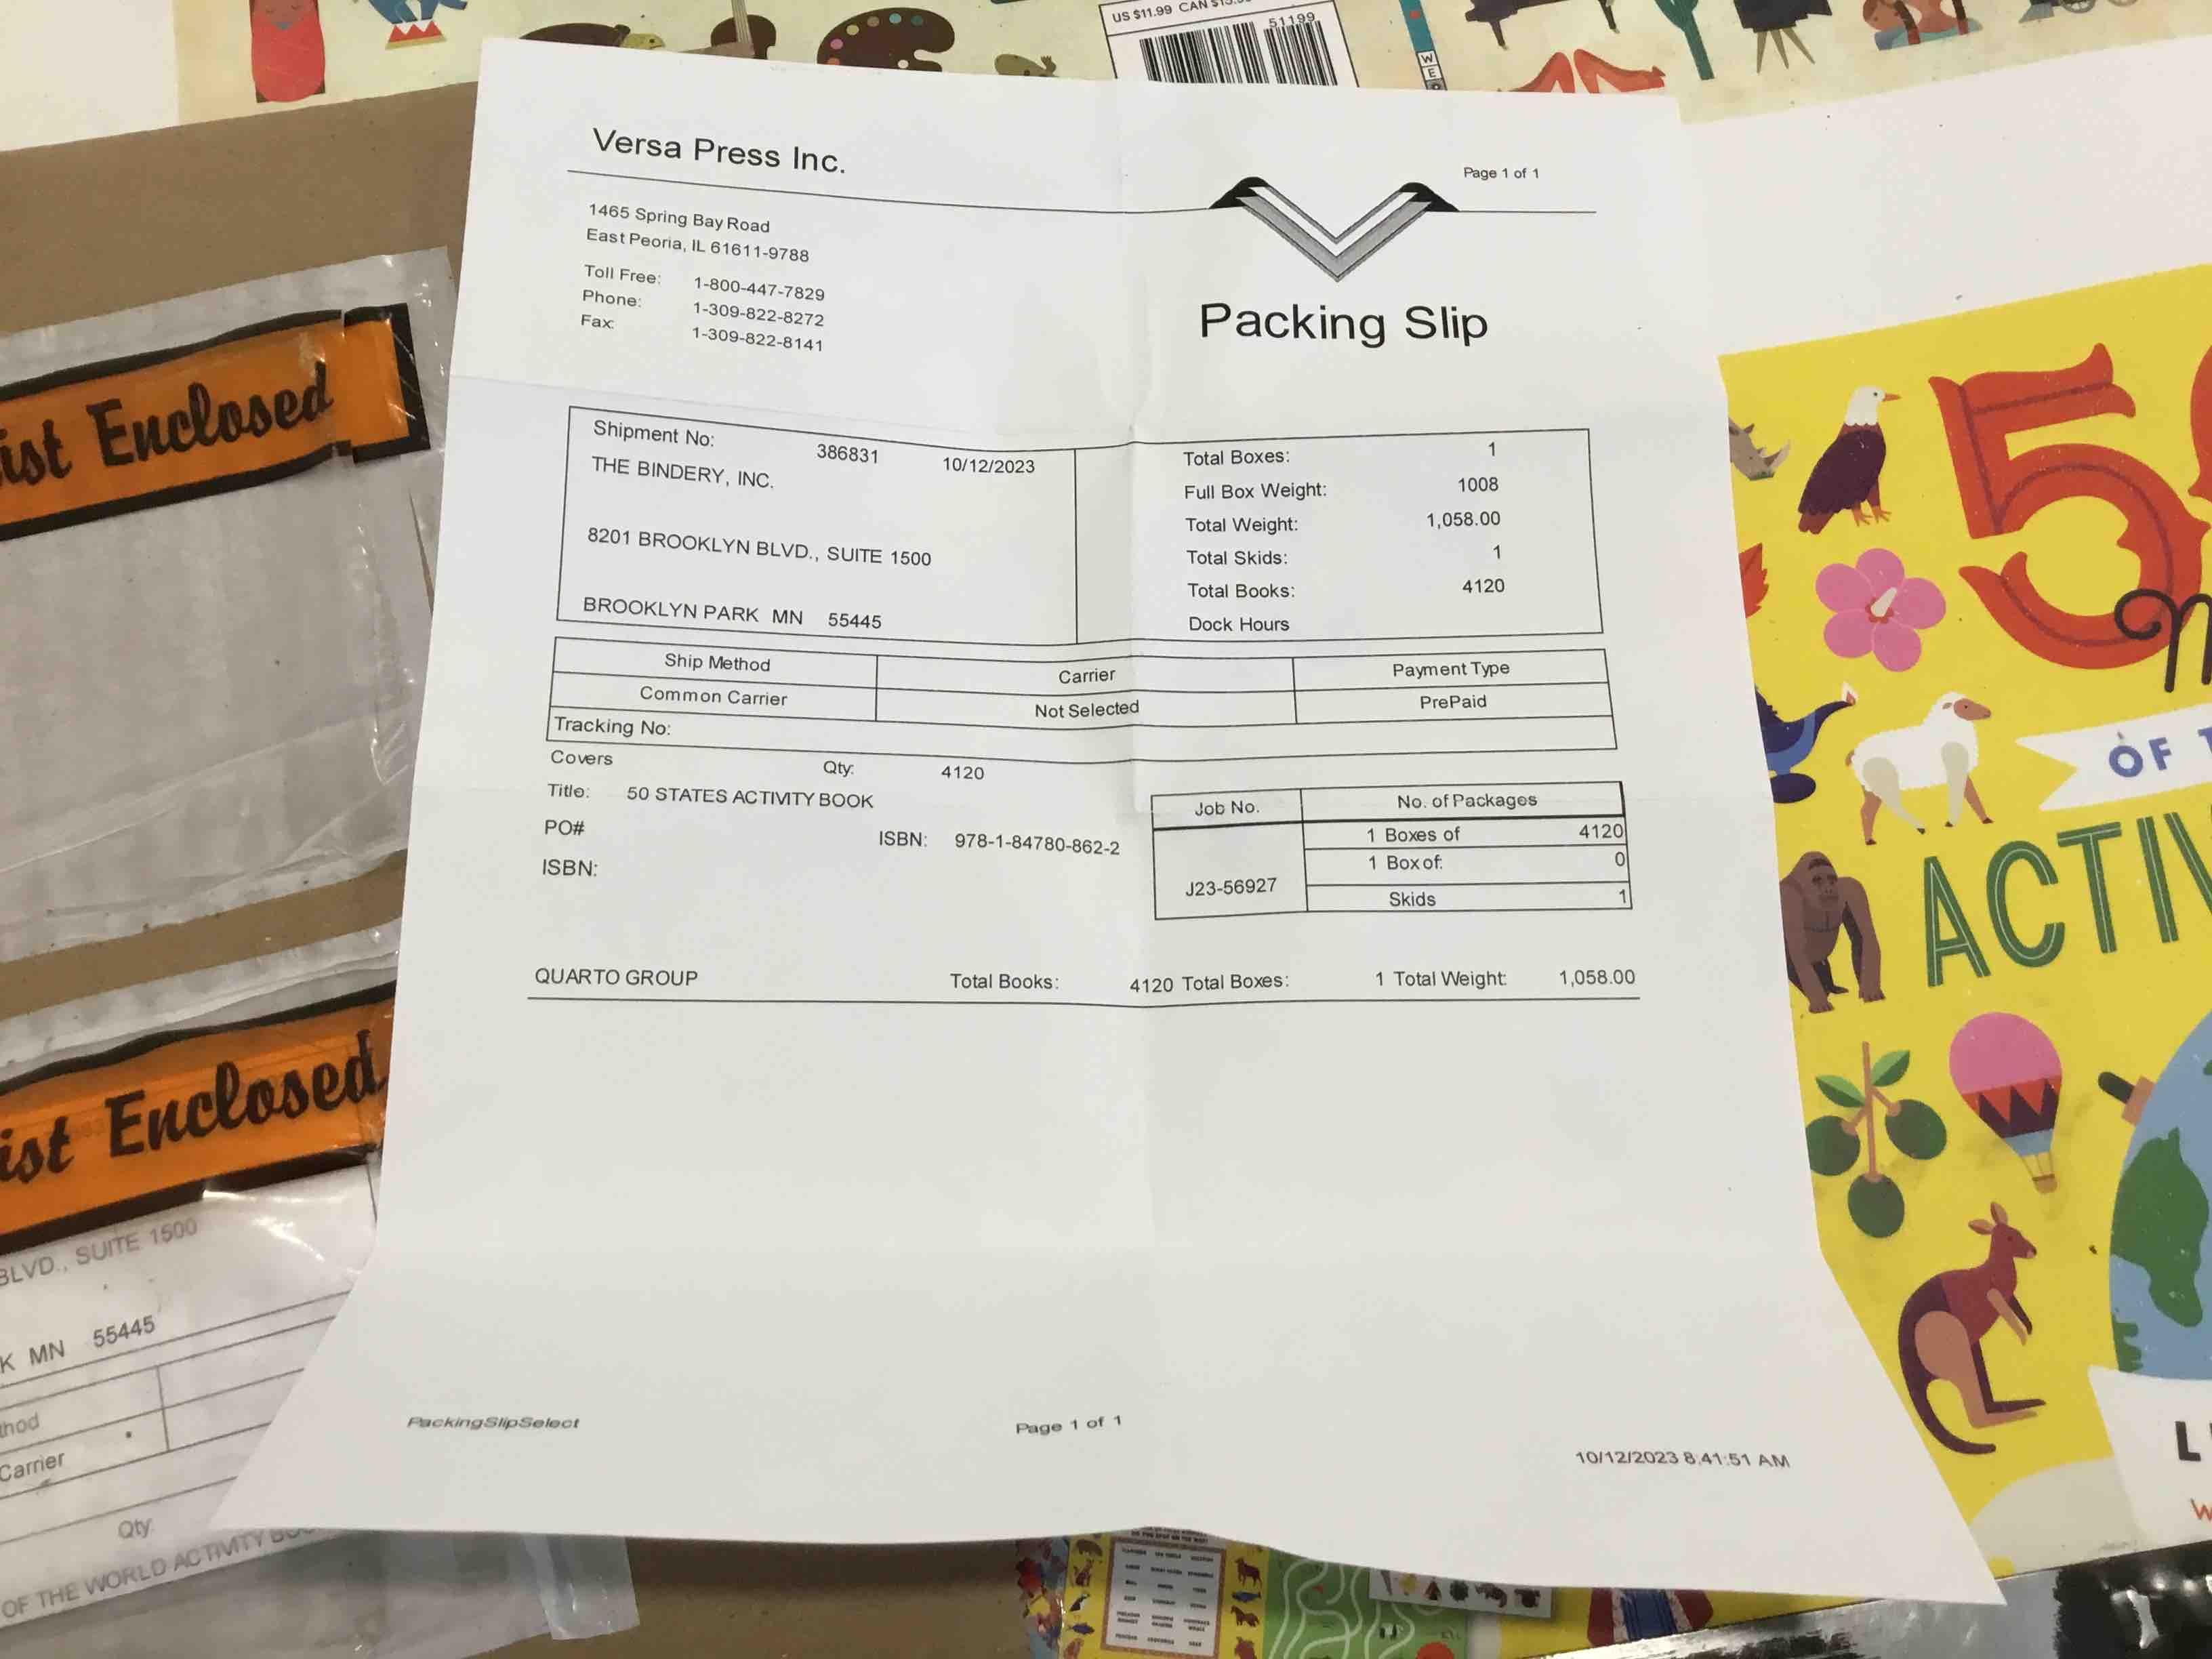 US $11.99 CAN
51199
W
E
Versa Press Inc.
Page 1 of 1
1465 Spring Bay Road
East Peoria, IL 61611-9788
Toll Free: 1-800-447-7829
Phone: 1-309-822-8272
Fax: 1-309-822-8141
Packing Slip
Shipment No: 386831 10/12/2023
THE BINDERY, INC.
8201 BROOKLYN BLVD., SUITE 1500
BROOKLYN PARK MN 55445
Total Boxes: 1
Full Box Weight: 1008
Total Weight: 1,058.00
Total Skids: 1
Total Books: 4120
Dock Hours
Ship Method Carrier Payment Type
Common Carrier Not Selected PrePaid
Tracking No:
Covers Qty: 4120
Title: 50 STATES ACTIVITY BOOK
PO# ISBN: 978-1-84780-862-2
ISBN:
Job No. No. of Packages
J23-56927
1 Boxes of 4120
1 Box of: 0
Skids 1
QUARTO GROUP Total Books: 4120 Total Boxes: 1 Total Weight: 1,058.00
PackingSlipSelect Page 1 of 1 10/12/2023 8:41:51 AM
ist Enclosed
ist Enclosed
BLVD., SUITE 1500
K MN 55445
thod
Carrier
Qty:
OF THE WORLD ACTIVITY
5
OF
ACTIV
L